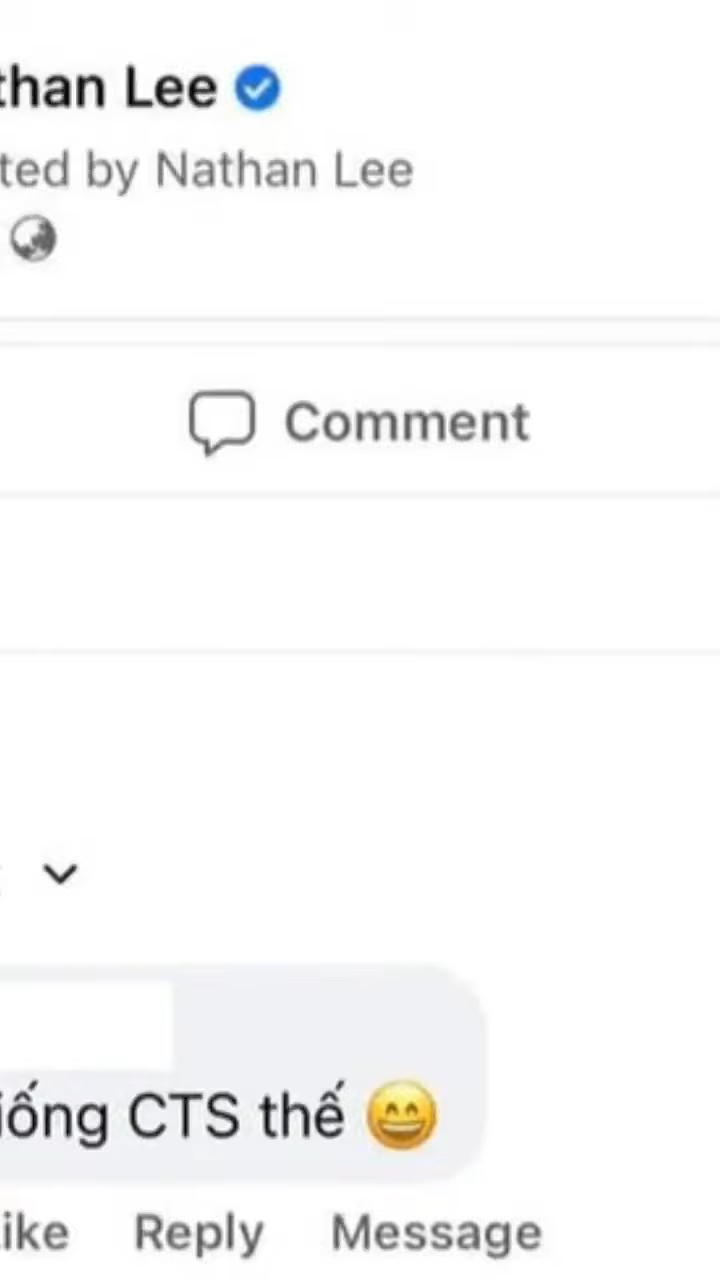 than Lee
ted by Nathan Lee
Comment
iống CTS thế 😄
ike Reply Message